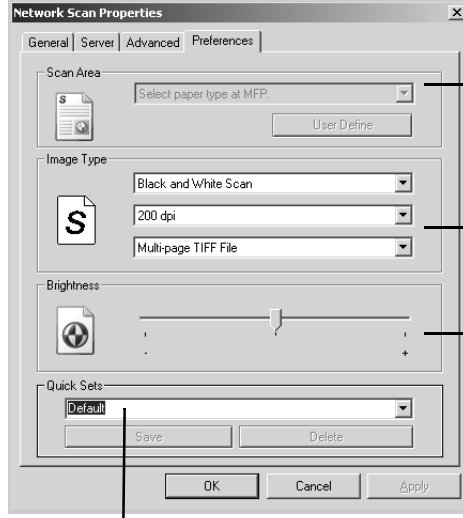 Network Scan Properties
General Server Advanced Preferences
Scan Area
S
Select paper type at MFP.
User Define
Image Type
S
Black and White Scan
200 dpi
Multi-page TIFF File
Brightness
- +
Quick Sets
Default
Save Delete
OK Cancel Apply